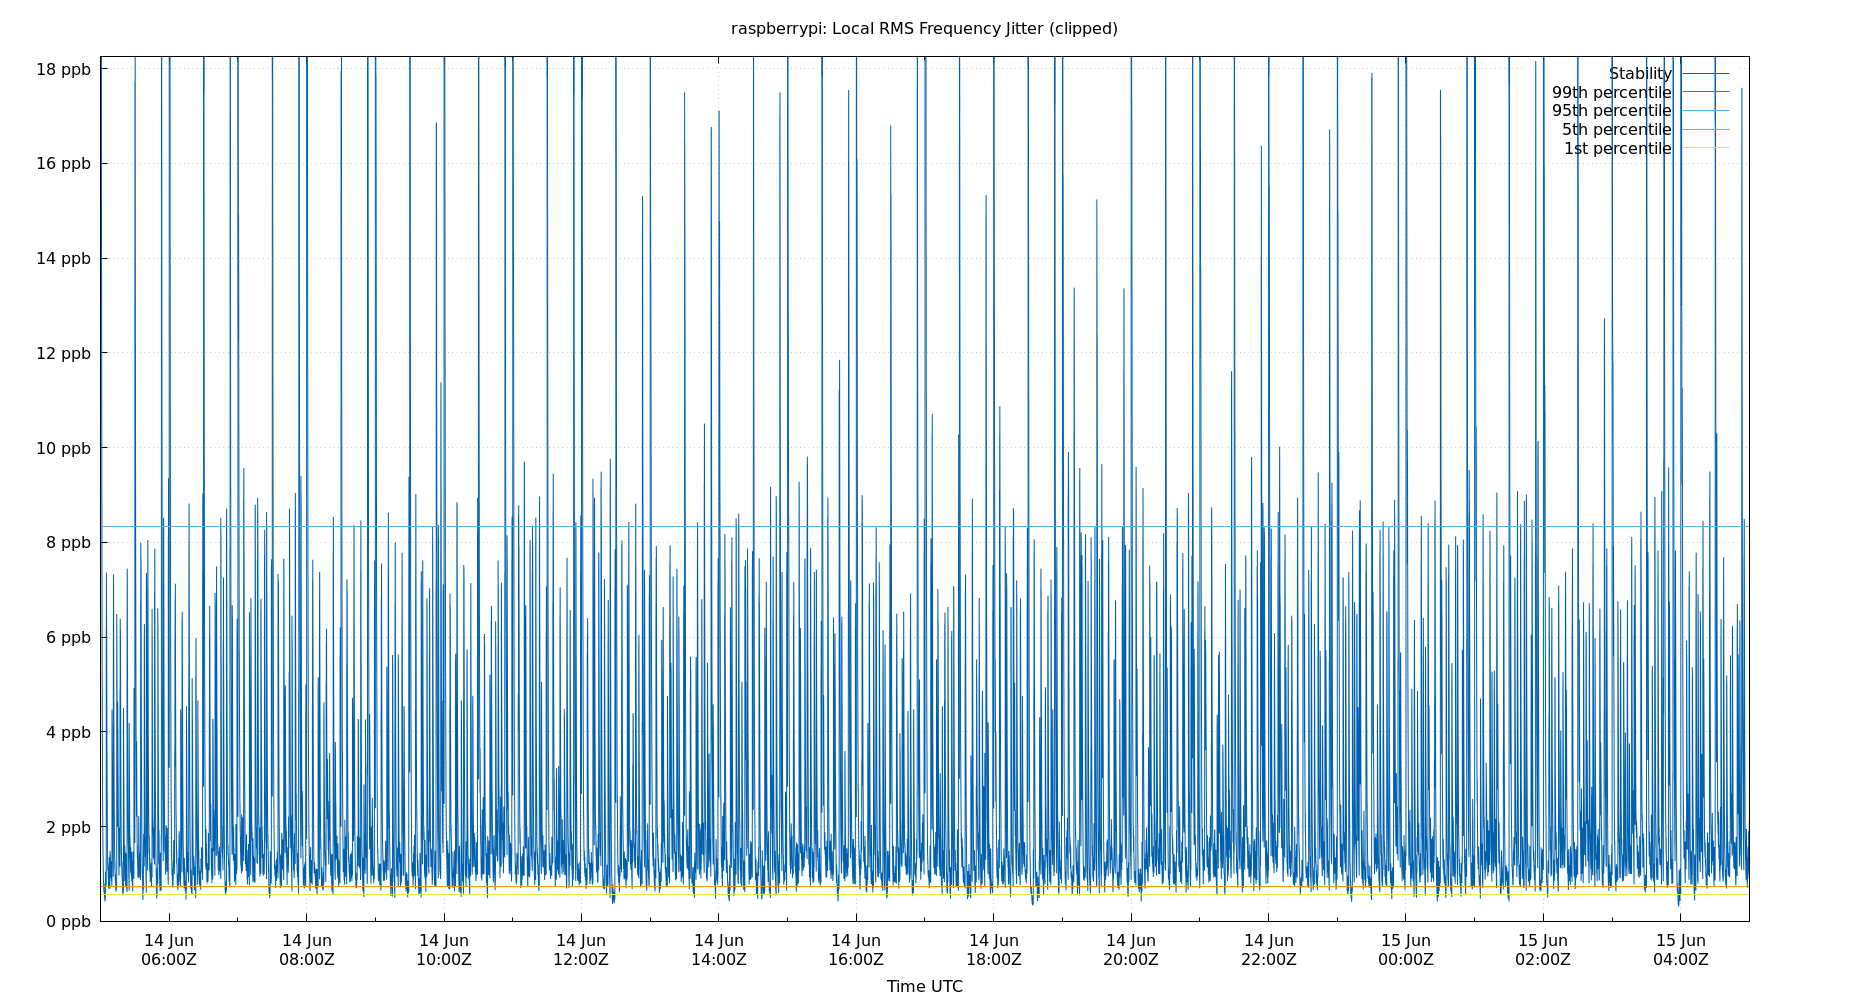 raspberrypi: Local RMS Frequency Jitter (clipped)
18 ppb
16 ppb
14 ppb
12 ppb
10 ppb
8 ppb
6 ppb
4 ppb
2 ppb
0 ppb
Stability
99th percentile
95th percentile
5th percentile
1st percentile
14 Jun
06:00Z
14 Jun
08:00Z
14 Jun
10:00Z
14 Jun
12:00Z
14 Jun
14:00Z
14 Jun
16:00Z
14 Jun
18:00Z
14 Jun
20:00Z
14 Jun
22:00Z
15 Jun
00:00Z
15 Jun
02:00Z
15 Jun
04:00Z
Time UTC